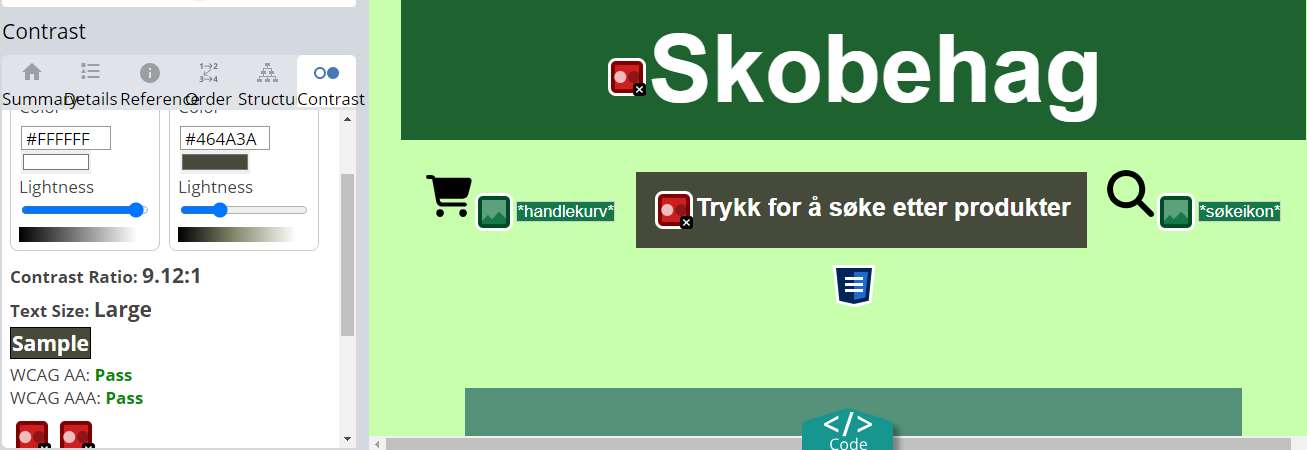 Contrast
Summary Details Reference Order Structu Contrast
Color Color
#FFFFFF #464A3A
Lightness Lightness
Contrast Ratio: 9.12:1
Text Size: Large
Sample
WCAG AA: Pass
WCAG AAA: Pass
Skobehag
*handlekurv*
Trykk for å søke etter produkter
*søkeikon*
</>
Code